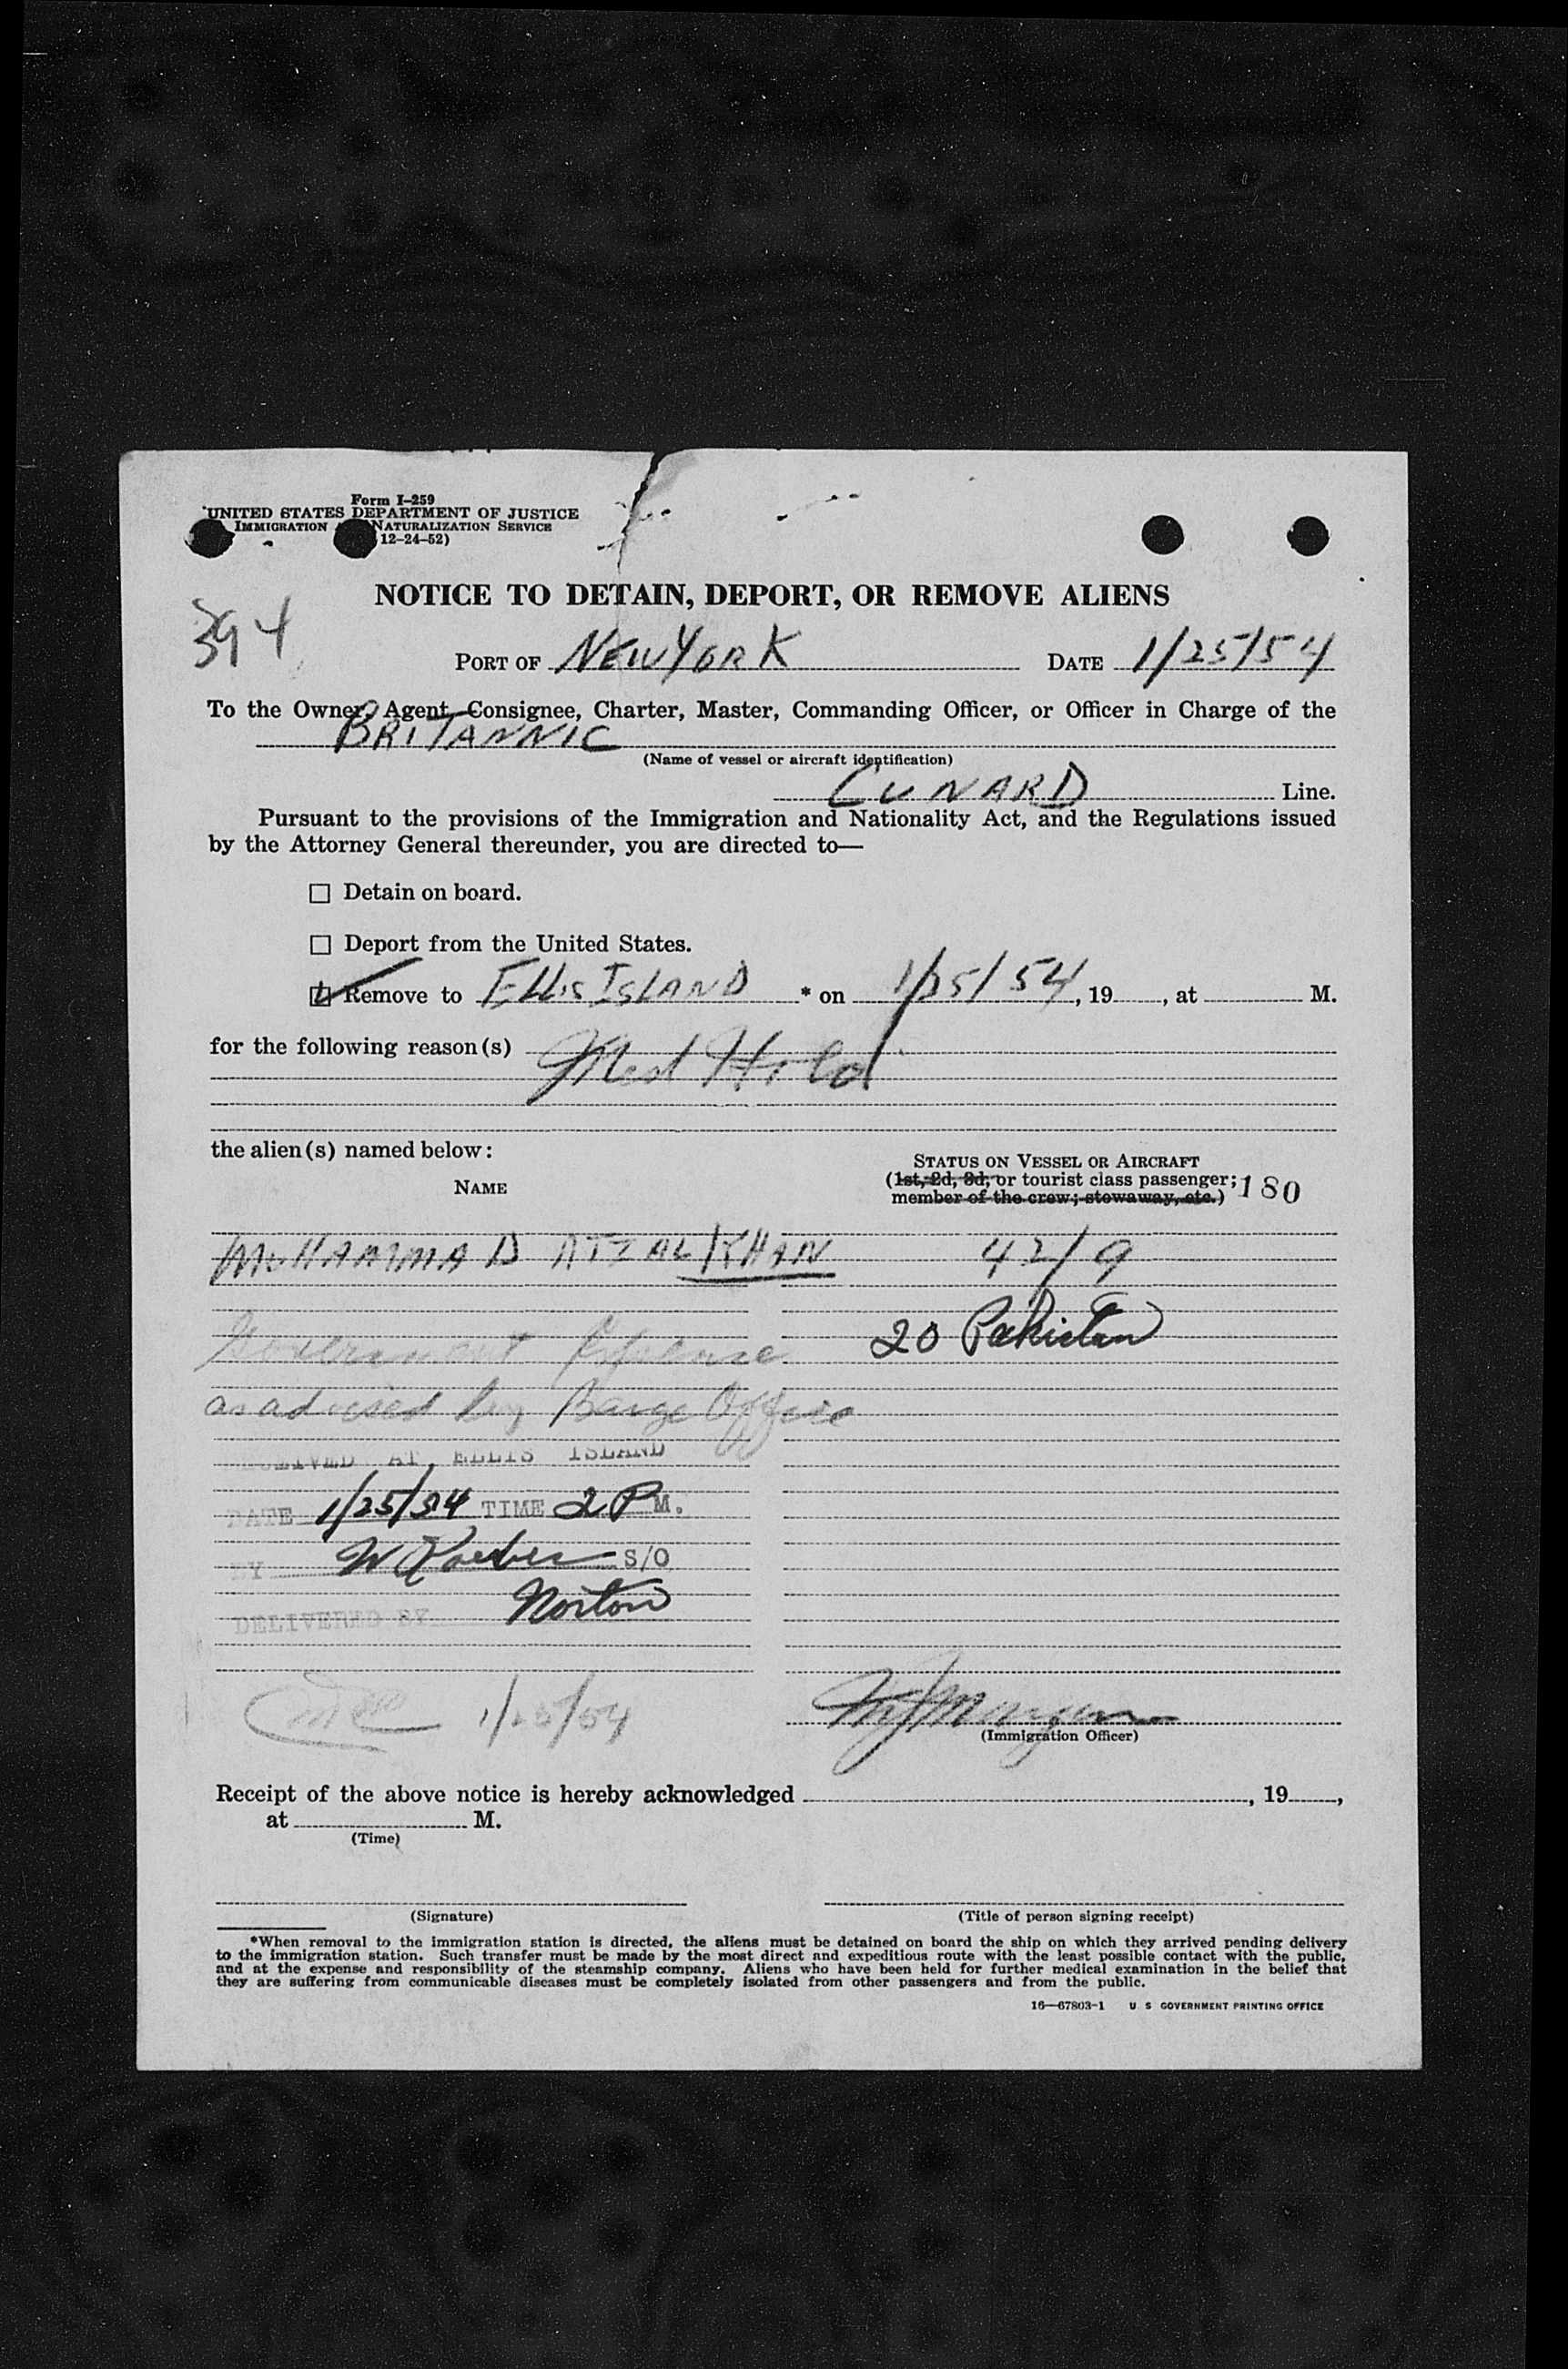 Form I-259
UNITED STATES DEPARTMENT OF JUSTICE
IMMIGRATION NATURALIZATION SERVICE
12-24-52)
NOTICE TO DETAIN, DEPORT, OR REMOVE ALIENS
394
PORT OF NEW YORK DATE 1/25/54
To the Owner, Agent, Consignee, Charter, Master, Commanding Officer, or Officer in Charge of the
BRITANNIC
(Name of vessel or aircraft identification)
CUNARD Line.
Pursuant to the provisions of the Immigration and Nationality Act, and the Regulations issued
by the Attorney General thereunder, you are directed to—
☐ Detain on board.
☐ Deport from the United States.
☑ Remove to ELLIS ISLAND * on 1/25/54, 19, at M.
for the following reason(s) Med Hold
the alien(s) named below:
STATUS ON VESSEL OR AIRCRAFT
NAME (1st, 2d, 3d, or tourist class passenger; 180
member of the crew; stowaway, etc.)
MUHAMMAD AFZAL KHAN 42/9
Government Expense 20 Pakistan
as advised by Barge Office
RECEIVED AT ELLIS ISLAND
DATE 1/25/54 TIME 2 P M.
BY W S/O
DELIVERED BY Norton
1/25/54
(Immigration Officer)
Receipt of the above notice is hereby acknowledged , 19 ,
at M.
(Time)
(Signature) (Title of person signing receipt)
*When removal to the immigration station is directed, the aliens must be detained on board the ship on which they arrived pending delivery
to the immigration station. Such transfer must be made by the most direct and expeditious route with the least possible contact with the public,
and at the expense and responsibility of the steamship company. Aliens who have been held for further medical examination in the belief that
they are suffering from communicable diseases must be completely isolated from other passengers and from the public.
16—67803-1 U S GOVERNMENT PRINTING OFFICE